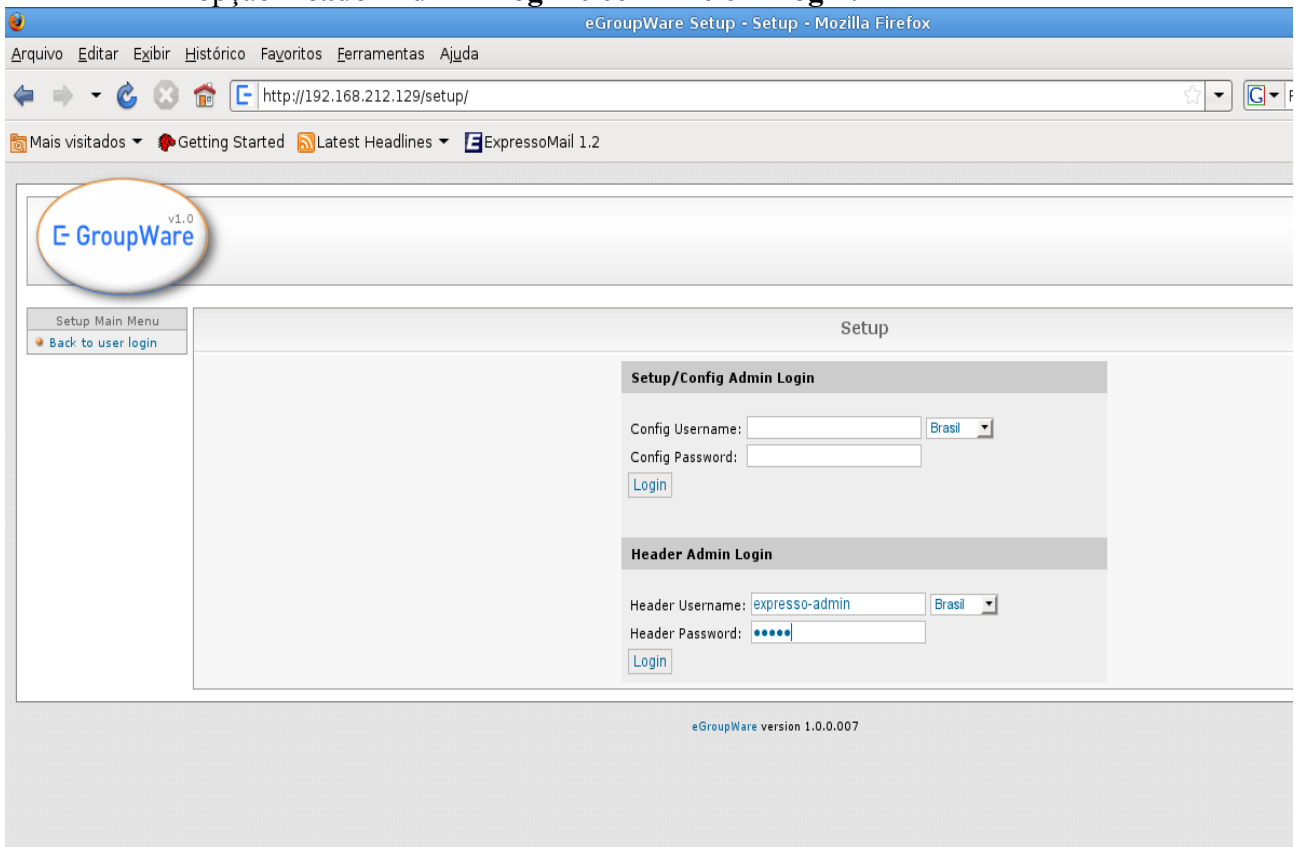 eGroupWare Setup - Setup - Mozilla Firefox
Arquivo Editar Exibir Histórico Favoritos Ferramentas Ajuda
http://192.168.212.129/setup/
Mais visitados Getting Started Latest Headlines ExpressoMail 1.2
v1.0
E- GroupWare
Setup Main Menu
Back to user login
Setup
Setup/Config Admin Login
Config Username: Brasil
Config Password:
Login
Header Admin Login
Header Username: expresso-admin Brasil
Header Password: •••••
Login
eGroupWare version 1.0.0.007